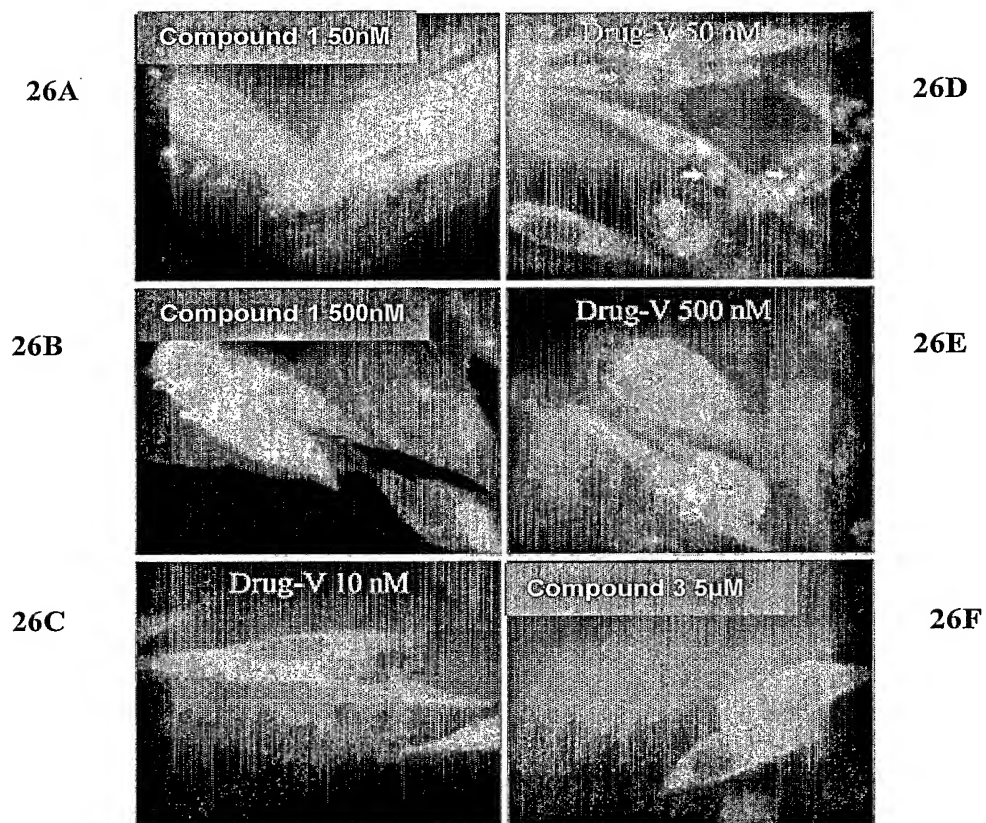 26A
Compound 1 50nM
Drug-V 50 nM
26D
26B
Compound 1 500nM
Drug-V 500 nM
26E
26C
Drug-V 10 nM
Compound 3 5µM
26F